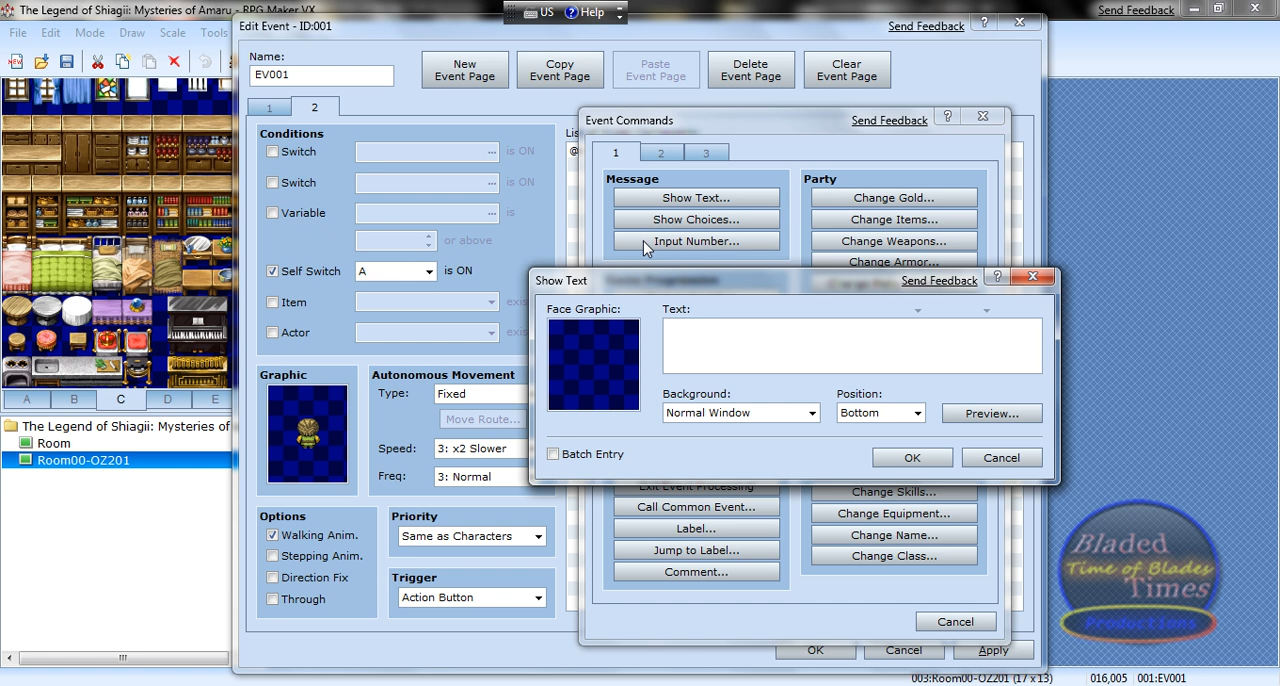 The Legend of Shiagii: Mysteries of Amaru - RPG Maker VX
US
Help
Send Feedback
File Edit Mode Draw Scale Tools
Edit Event - ID:001
Send Feedback
Name:
EV001
New Event Page
Copy Event Page
Paste Event Page
Delete Event Page
Clear Event Page
1 2
Conditions
Switch ... is ON
Switch ... is ON
Variable ... is
or above
Self Switch A is ON
Item
Actor
Graphic
Autonomous Movement
Type: Fixed
Move Route...
Speed: 3: x2 Slower
Freq: 3: Normal
Options
Walking Anim.
Stepping Anim.
Direction Fix
Through
Priority
Same as Characters
Trigger
Action Button
Event Commands
Send Feedback
1 2 3
Message
Show Text...
Show Choices...
Input Number...
Party
Change Gold...
Change Items...
Change Weapons...
Change Armor...
Show Text
Send Feedback
Face Graphic:
Text:
Background:
Normal Window
Position:
Bottom
Preview...
Batch Entry
OK
Cancel
Exit Event Processing
Call Common Event...
Label...
Jump to Label...
Comment...
Change Skills...
Change Equipment...
Change Name...
Change Class...
Cancel
OK
Cancel
Apply
A B C D E
The Legend of Shiagii: Mysteries of
Room
Room00-OZ201
Bladed
Time of Blades
Times
Productions
003:Room00-OZ201 (17 x 13)
016,005
001:EV001